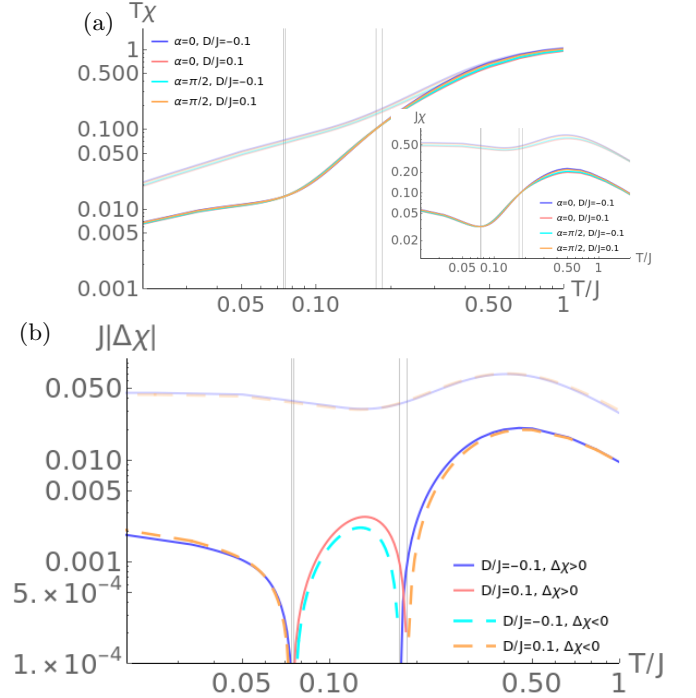 (a)
Tχ
1
0.500
0.100
0.050
0.010
0.005
0.001
α=0, D/J=−0.1
α=0, D/J=0.1
α=π/2, D/J=−0.1
α=π/2, D/J=0.1
Jχ
0.50
0.20
0.10
0.05
0.02
α=0, D/J=−0.1
α=0, D/J=0.1
α=π/2, D/J=−0.1
α=π/2, D/J=0.1
0.05 0.10 0.50 1
T/J
0.05 0.10 0.50 1
T/J
(b)
J|Δχ|
0.050
0.010
0.005
0.001
5.×10⁻⁴
1.×10⁻⁴
D/J=−0.1, Δχ>0
D/J=0.1, Δχ>0
D/J=−0.1, Δχ<0
D/J=0.1, Δχ<0
T/J
0.05 0.10 0.50 1